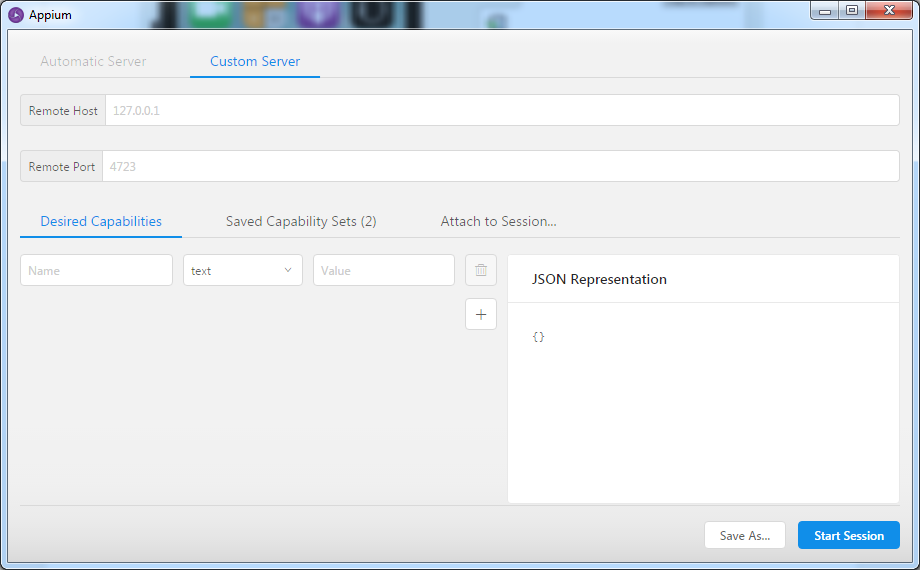 Appium
Automatic Server Custom Server
Remote Host 127.0.0.1
Remote Port 4723
Desired Capabilities Saved Capability Sets (2) Attach to Session...
Name text Value
JSON Representation
{}
Save As... Start Session